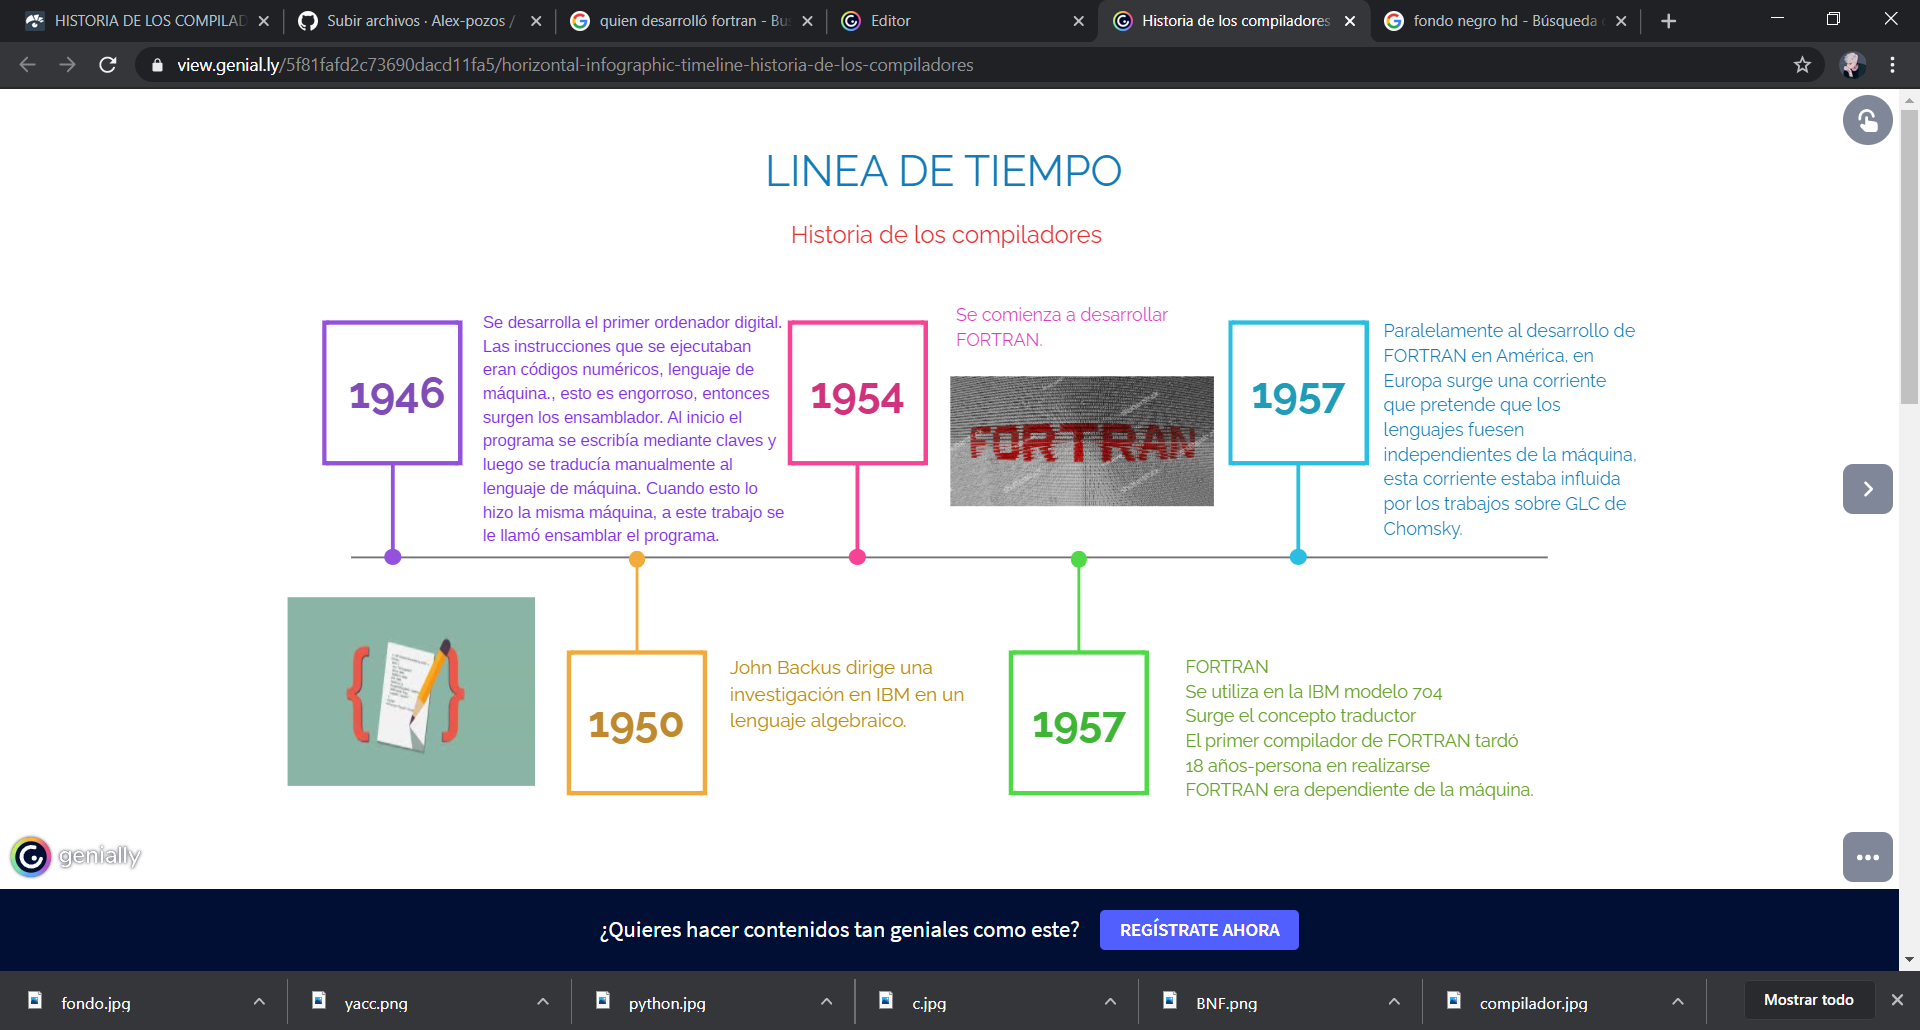 HISTORIA DE LOS COMPILAD
Subir archivos · Alex-pozos /
quien desarrolló fortran - Bu
Editor
Historia de los compiladores
fondo negro hd - Búsqueda
view.genial.ly/5f81fafd2c73690dacd11fa5/horizontal-infographic-timeline-historia-de-los-compiladores
LINEA DE TIEMPO
Historia de los compiladores
1946
Se desarrolla el primer ordenador digital.
Las instrucciones que se ejecutaban
eran códigos numéricos, lenguaje de
máquina., esto es engorroso, entonces
surgen los ensamblador. Al inicio el
programa se escribía mediante claves y
luego se traducía manualmente al
lenguaje de máquina. Cuando esto lo
hizo la misma máquina, a este trabajo se
le llamó ensamblar el programa.
1954
Se comienza a desarrollar
FORTRAN.
FORTRAN
1957
Paralelamente al desarrollo de
FORTRAN en América, en
Europa surge una corriente
que pretende que los
lenguajes fuesen
independientes de la máquina,
esta corriente estaba influida
por los trabajos sobre GLC de
Chomsky.
1950
John Backus dirige una
investigación en IBM en un
lenguaje algebraico.
1957
FORTRAN
Se utiliza en la IBM modelo 704
Surge el concepto traductor
El primer compilador de FORTRAN tardó
18 años-persona en realizarse
FORTRAN era dependiente de la máquina.
genially
¿Quieres hacer contenidos tan geniales como este?
REGÍSTRATE AHORA
fondo.jpg
yacc.png
python.jpg
c.jpg
BNF.png
compilador.jpg
Mostrar todo